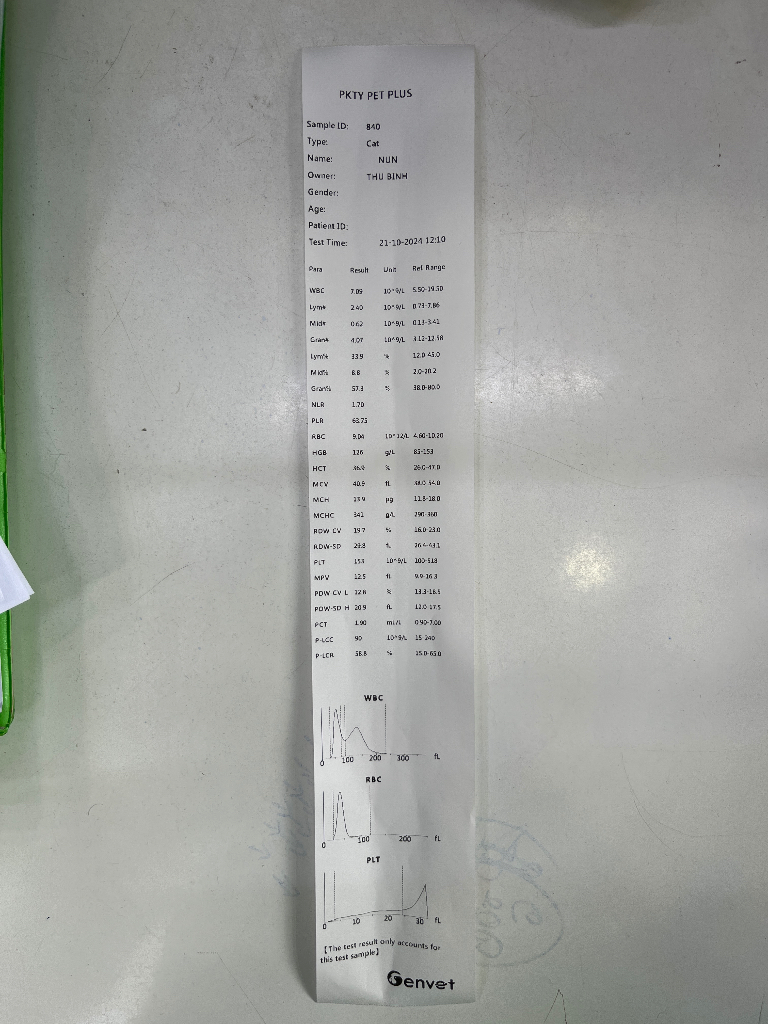 PKTY PET PLUS
Sample ID: 840
Type: Cat
Name: NUN
Owner: THU BINH
Gender:
Age:
Patient ID:
Test Time: 21-10-2024 12:10
Para Result Unit Ref. Range
WBC 7.09 10^9/L 5.50-19.50
Lym# 2.40 10^9/L 0.73-7.86
Mid# 0.62 10^9/L 0.13-3.41
Gran# 4.07 10^9/L 3.12-12.58
Lym% 33.9 % 12.0-45.0
Mid% 8.8 % 2.0-20.2
Gran% 57.3 % 38.0-80.0
NLR 1.70
PLR 63.75
RBC 9.04 10^12/L 4.60-10.20
HGB 126 g/L 85-153
HCT 36.9 % 26.0-47.0
MCV 40.9 fL 38.0-54.0
MCH 13.9 pg 11.8-18.0
MCHC 341 g/L 290-360
RDW-CV 19.7 % 16.0-23.0
RDW-SD 29.8 fL 26.4-43.1
PLT 153 10^9/L 100-518
MPV 12.5 fL 9.9-16.3
PDW-CV L 12.8 % 13.3-18.5
PDW-SD H 20.9 fL 12.0-17.5
PCT 1.90 mL/L 0.90-7.00
P-LCC 90 10^9/L 15-240
P-LCR 58.8 % 15.0-65.0
WBC
0 100 200 300 fL
RBC
0 100 200 fL
PLT
0 10 20 30 fL
【The test result only accounts for
this test sample】
Genvet